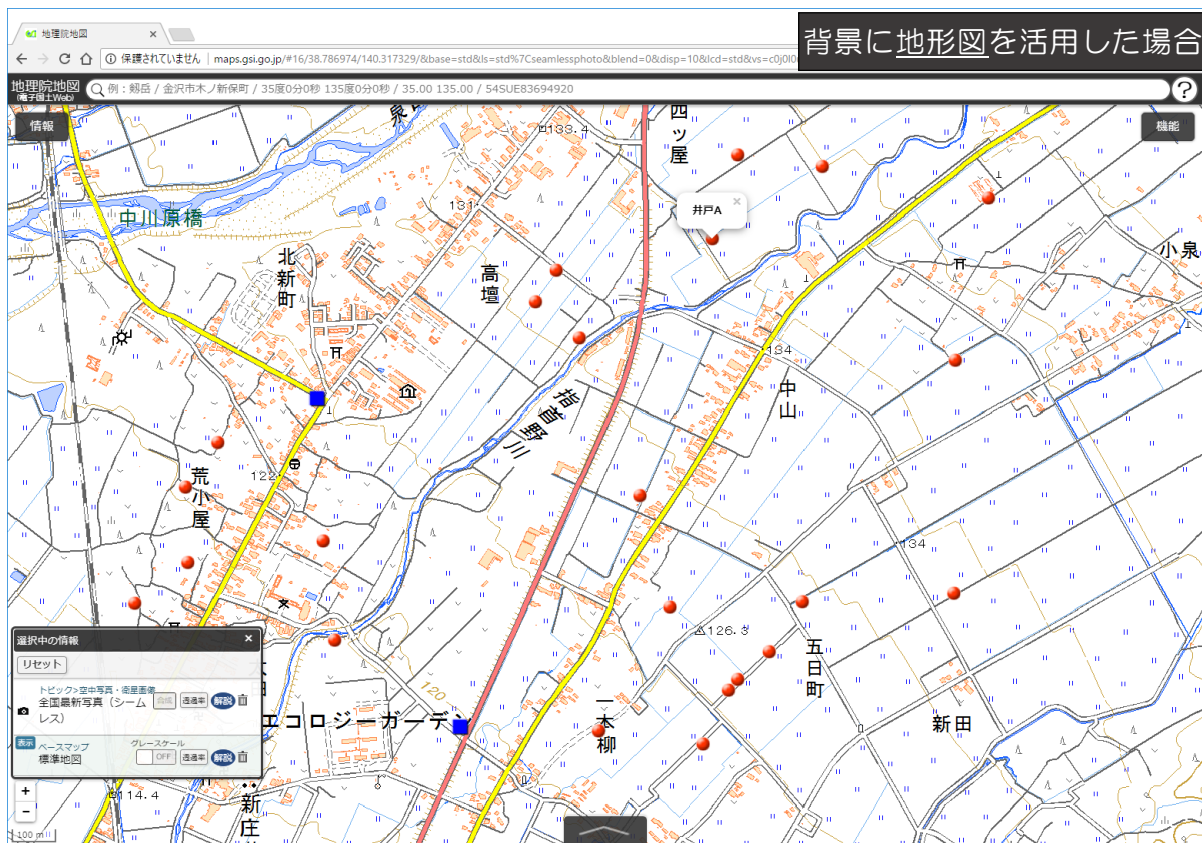 地理院地図
背景に地形図を活用した場合
保護されていません
maps.gsi.go.jp/#16/38.786974/140.317329/&base=std&ls=std%7Cseamlessphoto&blend=0&disp=10&lcd=std&vs=c0j0l0
地理院地図
(電子国土Web)
例：剱岳 / 金沢市木ノ新保町 / 35度0分0秒 135度0分0秒 / 35.00 135.00 / 54SUE83694920
?
情報
機能
133.4
四ッ屋
131
井戸A
中川原橋
北新町
高壇
小泉
134
中山
指首野川
122
荒小屋
134
126.3
五日町
120
エコロジーガーデン
一本柳
新田
選択中の情報
リセット
トピック>空中写真・衛星画像
全国最新写真（シームレス）
合成
透過率
解説
表示
ベースマップ
標準地図
グレースケール
OFF
透過率
解説
114.4
新庄
100 m